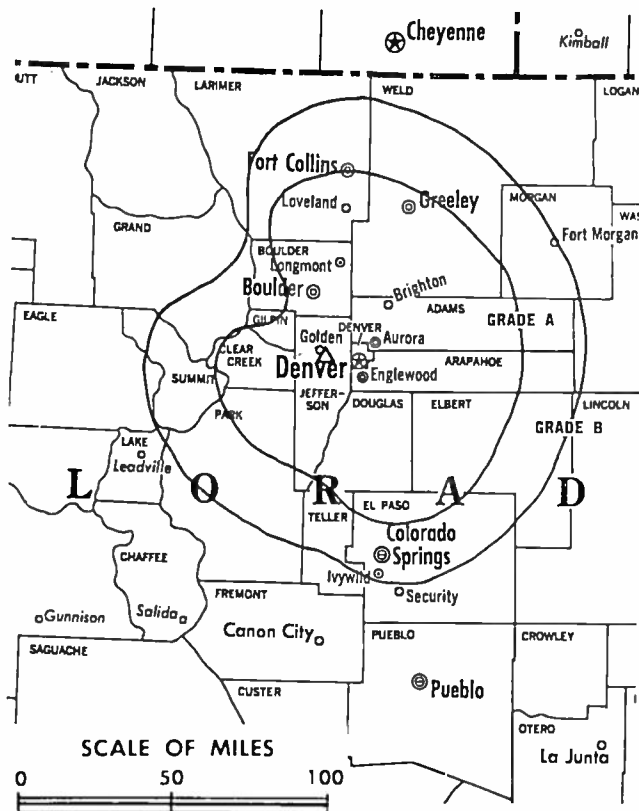 Cheyenne
Kimball
UTT
JACKSON
LARIMER
WELD
LOGAN
Fort Collins
Loveland
Greeley
MORGAN
WAS
GRAND
Fort Morgan
BOULDER
Longmont
Boulder
Brighton
ADAMS
EAGLE
GILPIN
GRADE A
Golden
DENVER
Aurora
CLEAR
CREEK
Denver
ARAPAHOE
SUMMIT
Englewood
JEFFER-
SON
DOUGLAS
ELBERT
LINCOLN
PARK
GRADE B
LAKE
Leadville
L O R A D
TELLER
EL PASO
Colorado
Springs
CHAFFEE
Ivywild
Security
FREMONT
Gunnison
Salida
Canon City
PUEBLO
CROWLEY
SAGUACHE
CUSTER
Pueblo
OTERO
La Junta
SCALE OF MILES
0 50 100